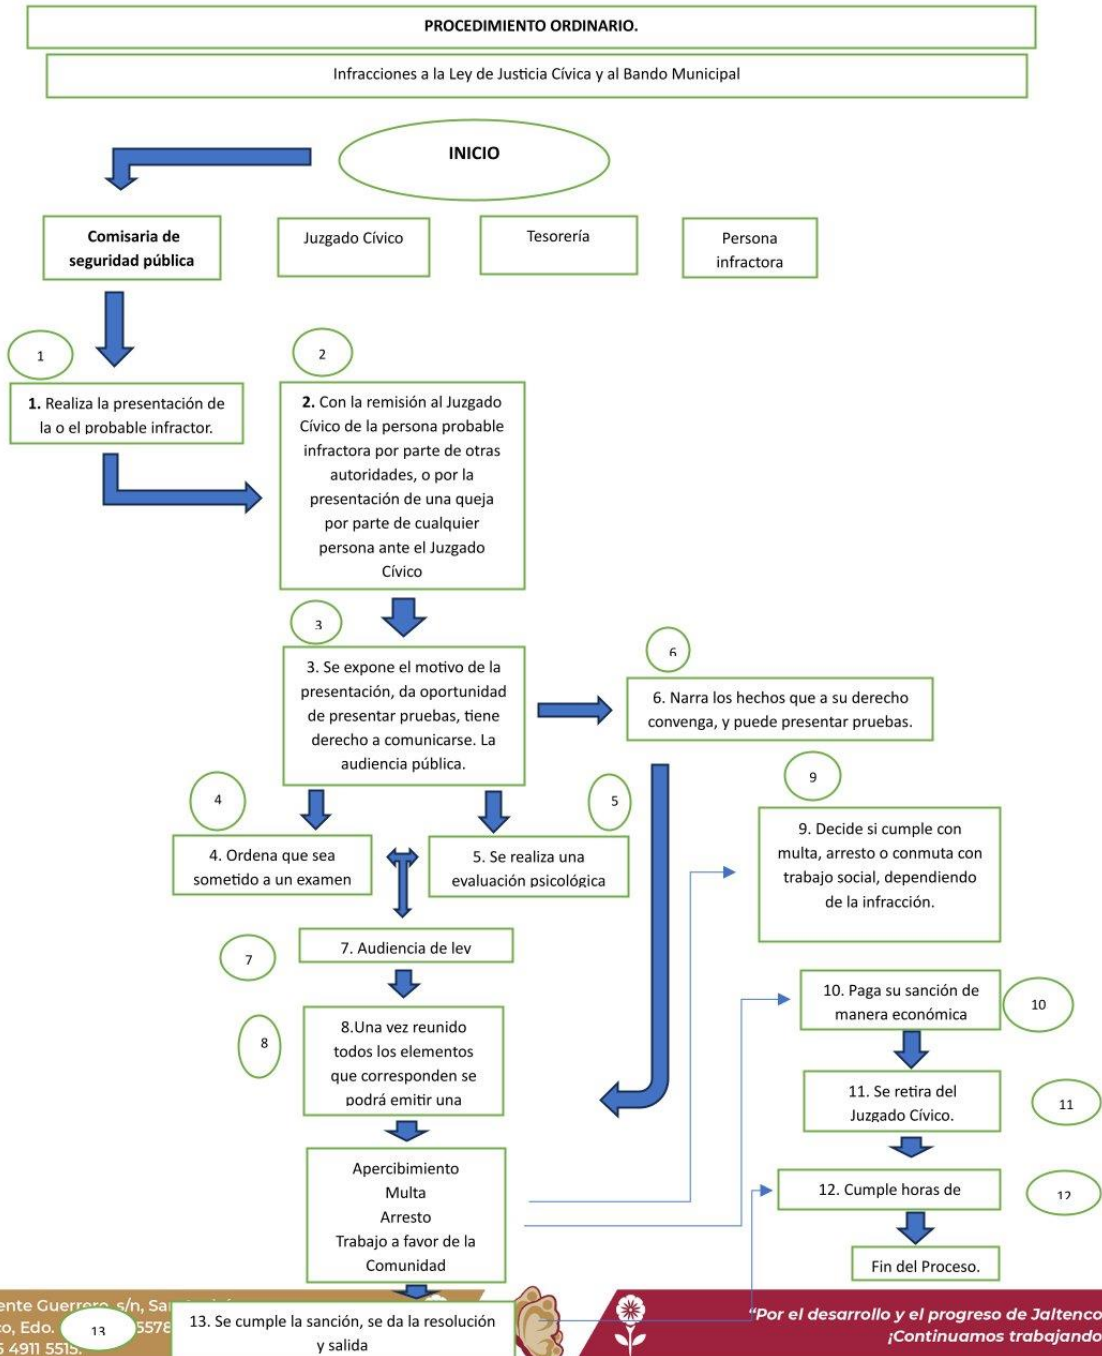 PROCEDIMIENTO ORDINARIO.
Infracciones a la Ley de Justicia Cívica y al Bando Municipal
INICIO
Comisaria de
seguridad pública
Juzgado Cívico
Tesorería
Persona
infractora
1
1. Realiza la presentación de
la o el probable infractor.
2
2. Con la remisión al Juzgado
Cívico de la persona probable
infractora por parte de otras
autoridades, o por la
presentación de una queja
por parte de cualquier
persona ante el Juzgado
Cívico
3
3. Se expone el motivo de la
presentación, da oportunidad
de presentar pruebas, tiene
derecho a comunicarse. La
audiencia pública.
6
6. Narra los hechos que a su derecho
convenga, y puede presentar pruebas.
4
4. Ordena que sea
sometido a un examen
5
5. Se realiza una
evaluación psicológica
9
9. Decide si cumple con
multa, arresto o conmuta con
trabajo social, dependiendo
de la infracción.
7
7. Audiencia de ley
8
8.Una vez reunido
todos los elementos
que corresponden se
podrá emitir una
10. Paga su sanción de
manera económica
10
11. Se retira del
Juzgado Cívico.
11
Apercibimiento
Multa
Arresto
Trabajo a favor de la
Comunidad
12. Cumple horas de
12
Fin del Proceso.
13
13. Se cumple la sanción, se da la resolución
y salida
ente Guerrero, s/n, San
co, Edo. 5578
5 4911 5515.
"Por el desarrollo y el progreso de Jaltenco
¡Continuamos trabajando